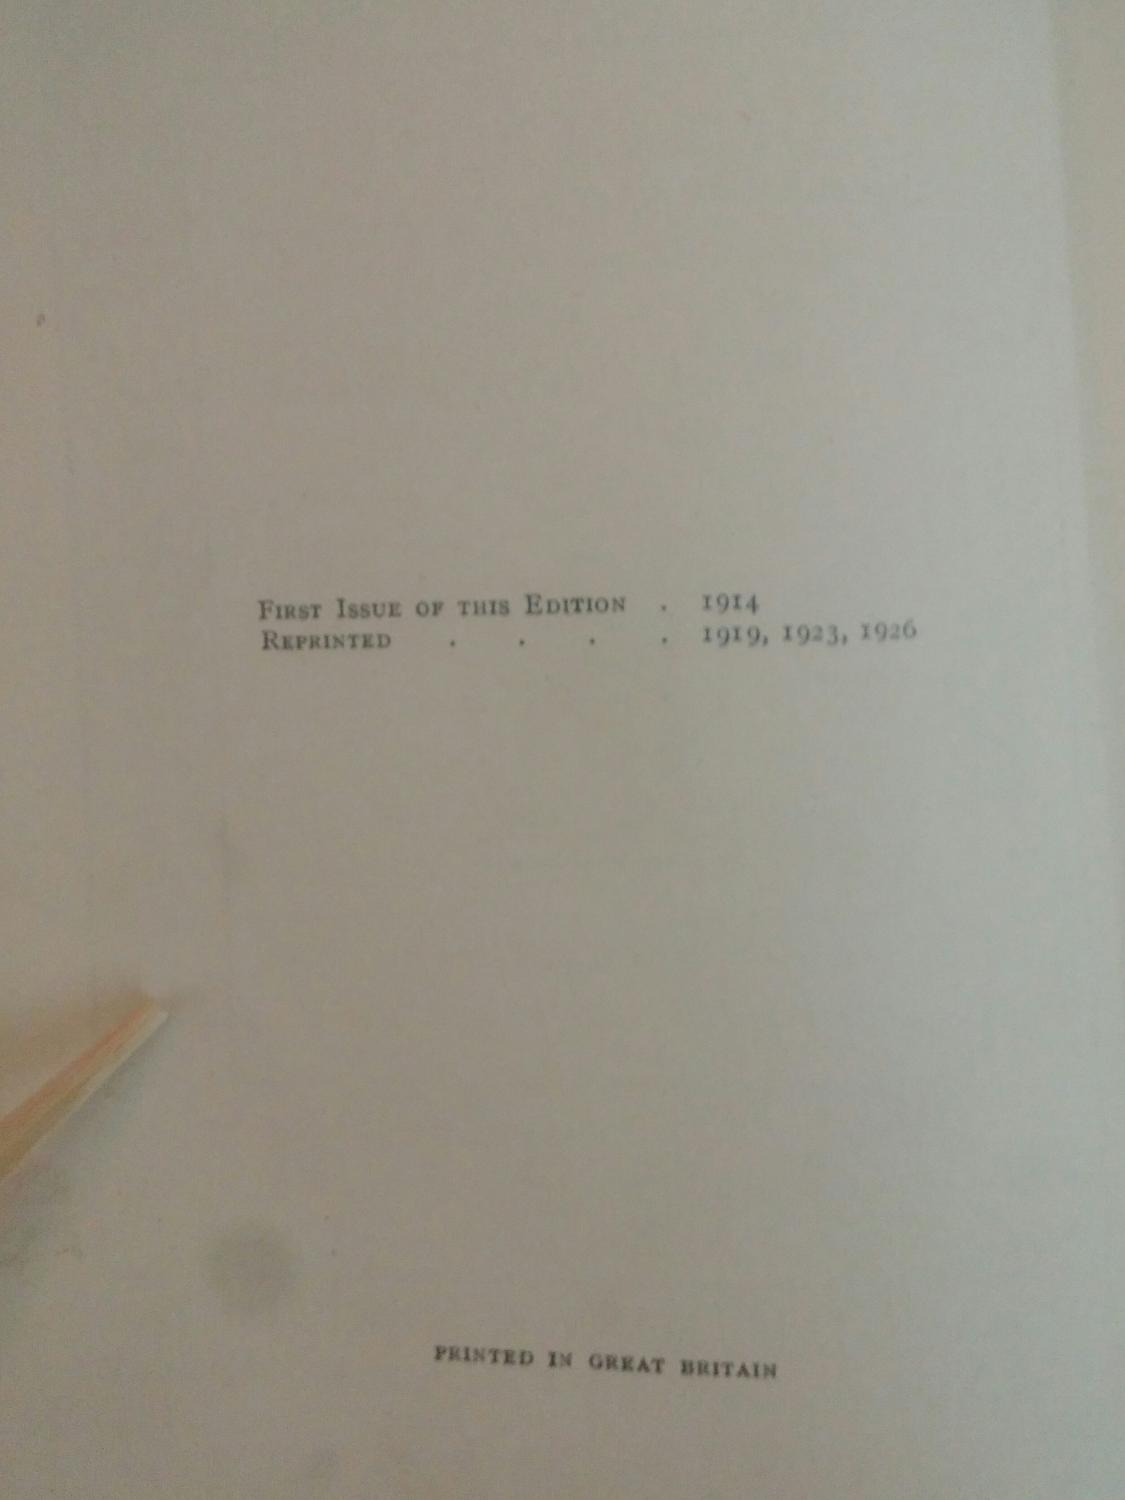 First Issue of this Edition . 1914
Reprinted . . . . 1919, 1923, 1926
PRINTED IN GREAT BRITAIN